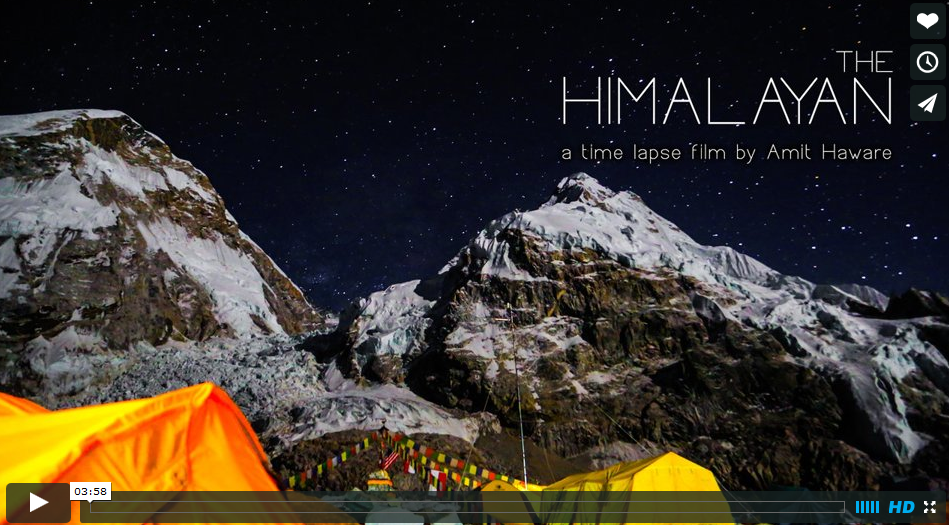 THE
HIMALAYAN
a time lapse film by Amit Haware
03:58
HD